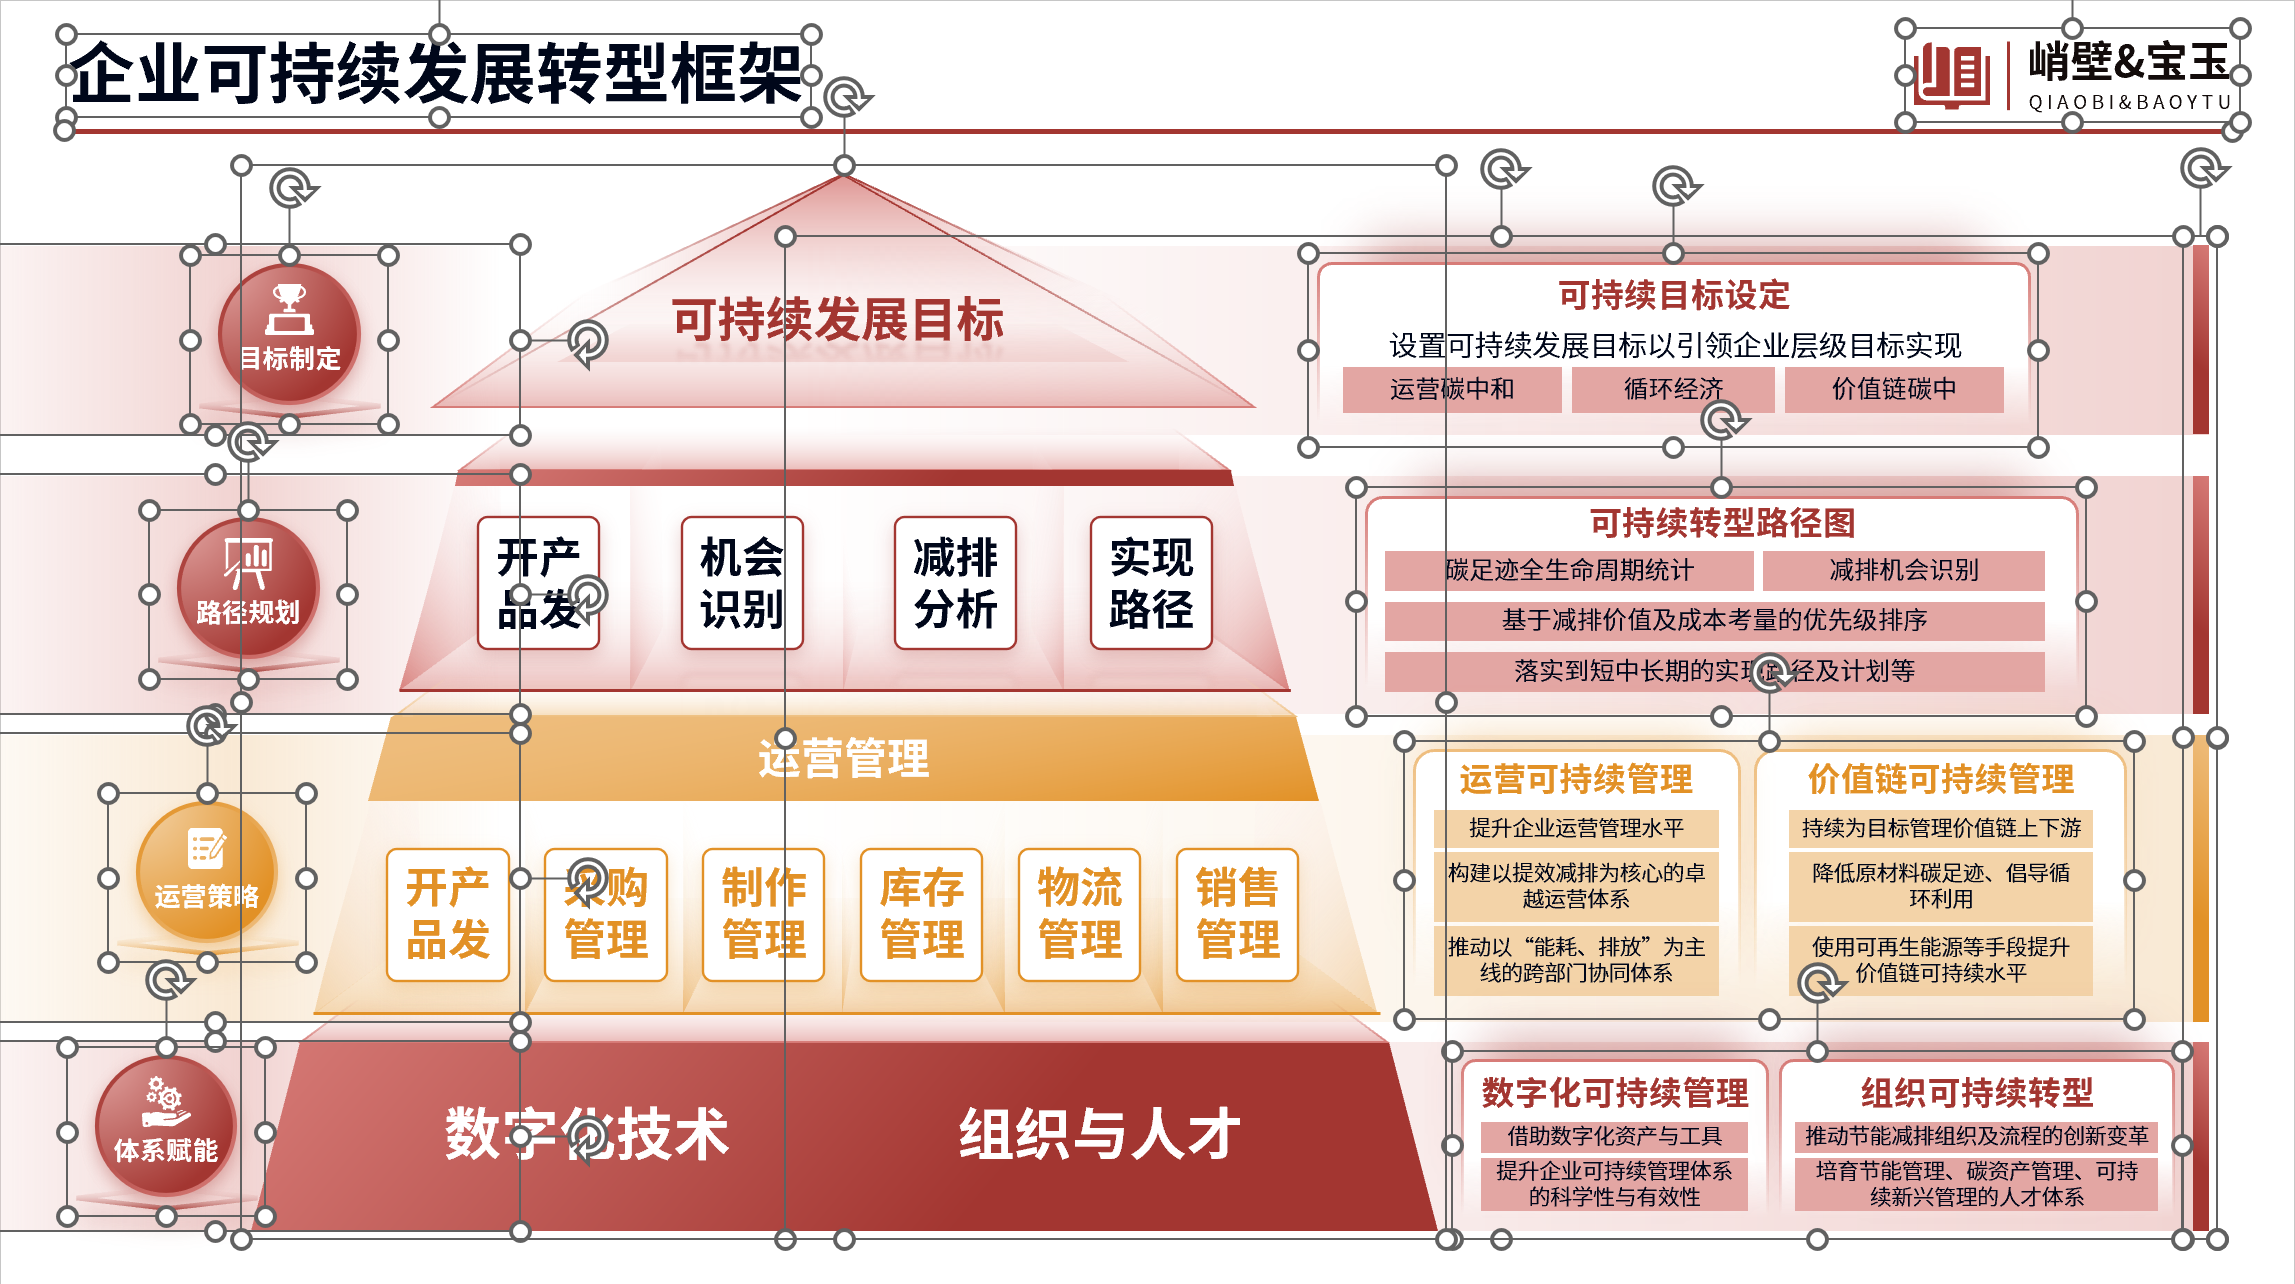 企业可持续发展转型框架
峭壁&宝玉
QIAOBI&BAOYTU
目标制定
可持续发展目标
可持续目标设定
设置可持续发展目标以引领企业层级目标实现
运营碳中和
循环经济
价值链碳中
路径规划
开产
品发
机会
识别
减排
分析
实现
路径
可持续转型路径图
碳足迹全生命周期统计
减排机会识别
基于减排价值及成本考量的优先级排序
落实到短中长期的实现路径及计划等
运营策略
运营管理
开产
品发
采购
管理
制作
管理
库存
管理
物流
管理
销售
管理
运营可持续管理
提升企业运营管理水平
构建以提效减排为核心的卓
越运营体系
推动以“能耗、排放”为主
线的跨部门协同体系
价值链可持续管理
持续为目标管理价值链上下游
降低原材料碳足迹、倡导循
环利用
使用可再生能源等手段提升
价值链可持续水平
体系赋能
数字化技术
组织与人才
数字化可持续管理
借助数字化资产与工具
提升企业可持续管理体系
的科学性与有效性
组织可持续转型
推动节能减排组织及流程的创新变革
培育节能管理、碳资产管理、可持
续新兴管理的人才体系